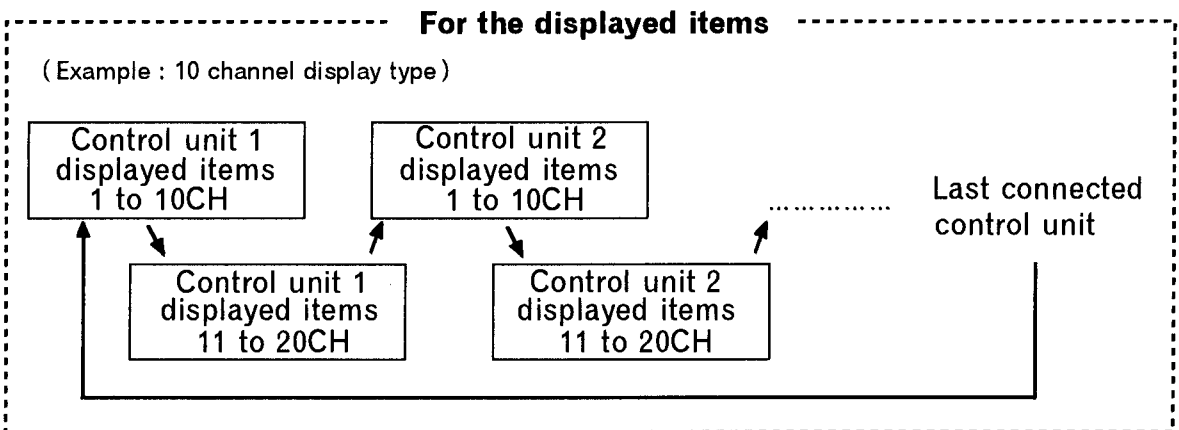 For the displayed items
(Example : 10 channel display type)
Control unit 1
displayed items
1 to 10CH
Control unit 2
displayed items
1 to 10CH
……………
Last connected
control unit
Control unit 1
displayed items
11 to 20CH
Control unit 2
displayed items
11 to 20CH